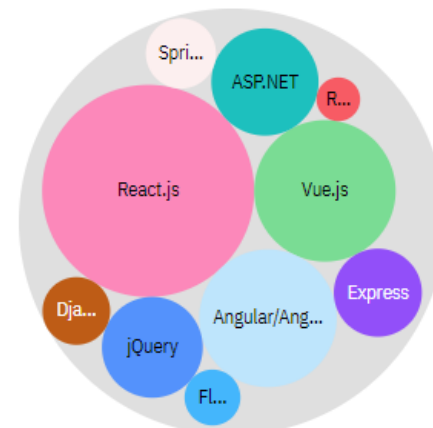 Spri...
ASP.NET
R...
React.js
Vue.js
Express
Dja...
Angular/Ang...
jQuery
Fl...